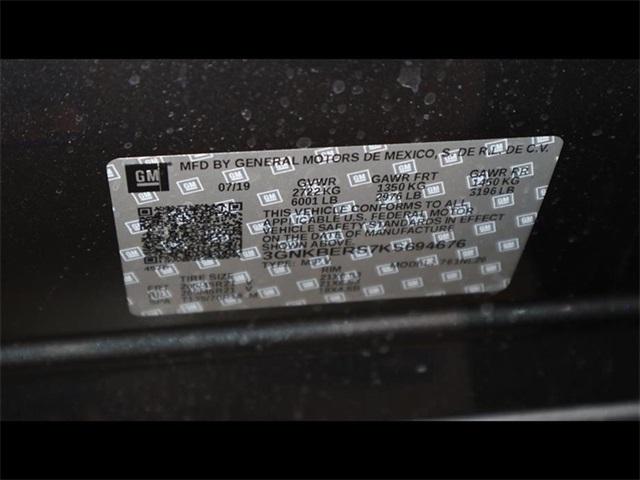 GM
MFD BY GENERAL MOTORS DE MEXICO, S. DE R.L. DE C.V.
07/19 GVWR GAWR FRT GAWR RR
2722 KG 1350 KG 1450 KG
6001 LB 2976 LB 3196 LB
THIS VEHICLE CONFORMS TO ALL
APPLICABLE U.S. FEDERAL MOTOR
VEHICLE SAFETY STANDARDS IN EFFECT
ON THE DATE OF MANUFACTURE
SHOWN ABOVE
3GNKBERS7KS694676
TYPE: MODEL:
TIRE SIZE RIM
FRT
SPA